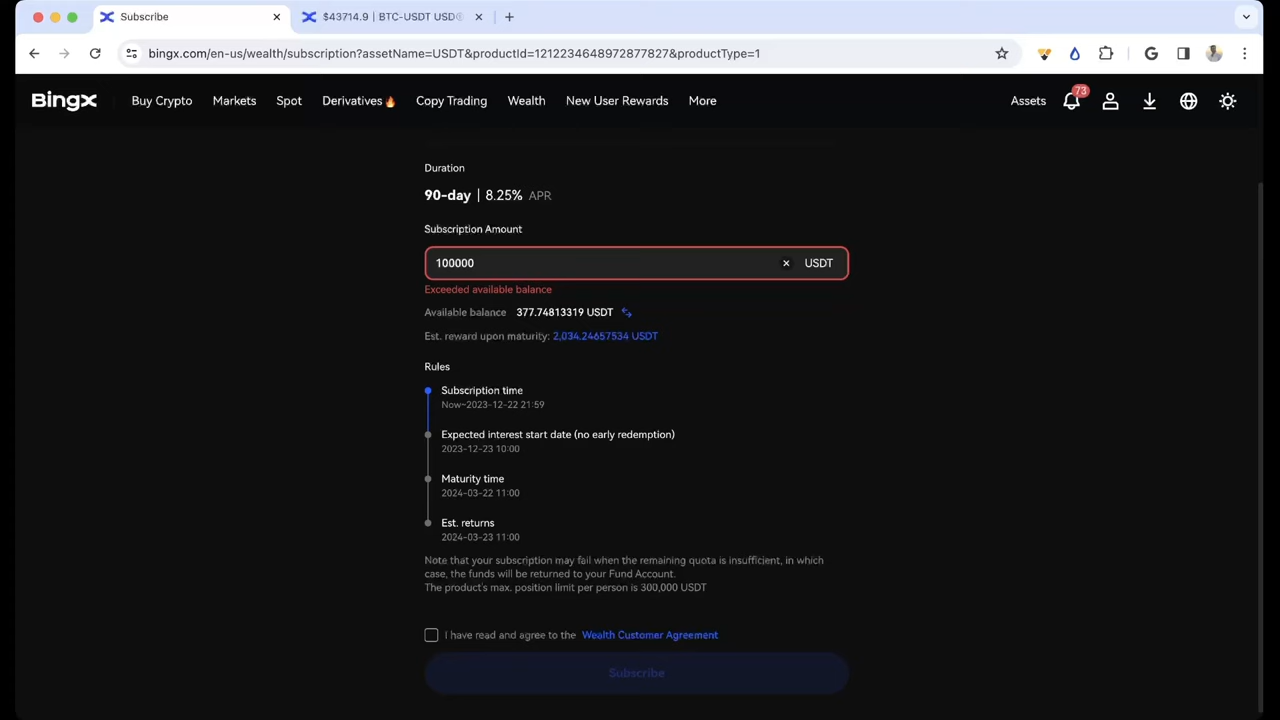 Subscribe
$43714.9 | BTC-USDT USD
bingx.com/en-us/wealth/subscription?assetName=USDT&productId=1212234648972877827&productType=1
BingX
Buy Crypto
Markets
Spot
Derivatives
Copy Trading
Wealth
New User Rewards
More
Assets
73
Duration
90-day | 8.25% APR
Subscription Amount
100000
USDT
Exceeded available balance
Available balance 377.74813319 USDT
Est. reward upon maturity: 2,034.24657534 USDT
Rules
Subscription time
Now~2023-12-22 21:59
Expected interest start date (no early redemption)
2023-12-23 10:00
Maturity time
2024-03-22 11:00
Est. returns
2024-03-23 11:00
Note that your subscription may fail when the remaining quota is insufficient, in which
case, the funds will be returned to your Fund Account.
The product's max. position limit per person is 300,000 USDT
I have read and agree to the Wealth Customer Agreement
Subscribe